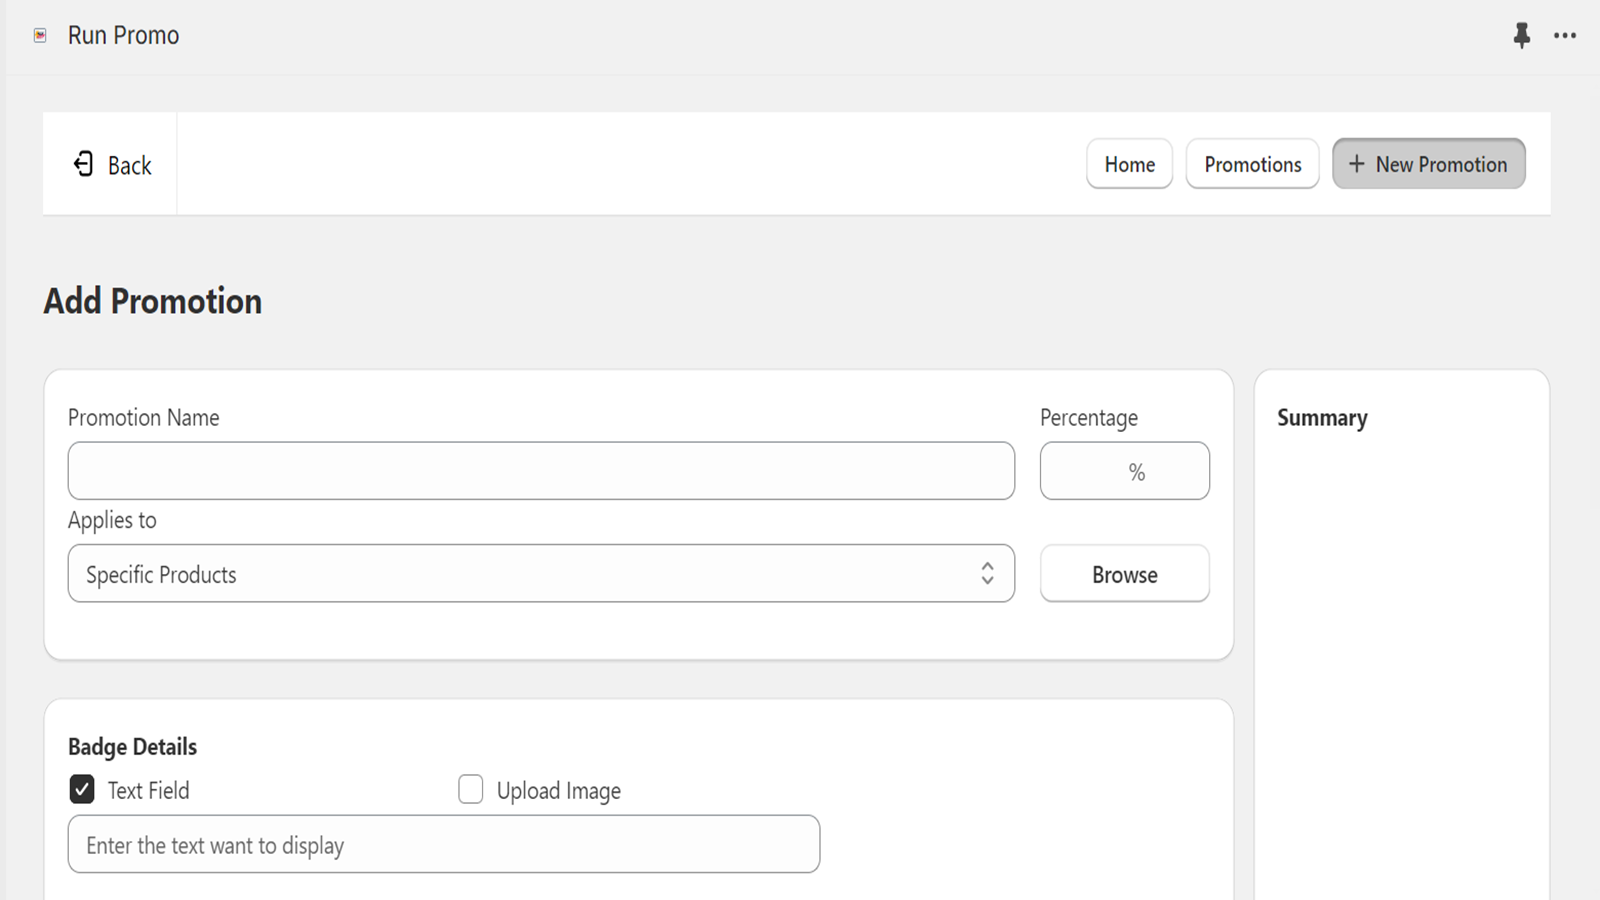 Run Promo
Back
Home
Promotions
+ New Promotion
Add Promotion
Promotion Name
Percentage
%
Applies to
Specific Products
Browse
Summary
Badge Details
Text Field
Upload Image
Enter the text want to display